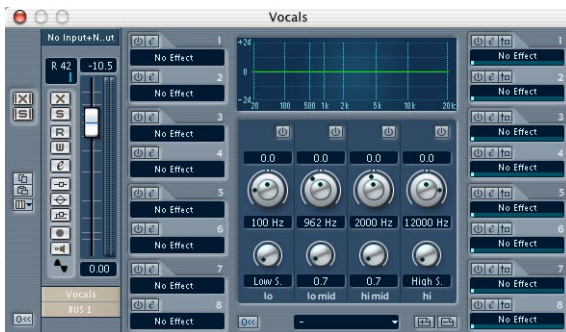 Vocals
No Input+N..ut
R 42 -10.5
X
S
R
W
e
0.00
Vocals
BUS 1
1
No Effect
2
No Effect
3
No Effect
4
No Effect
5
No Effect
6
No Effect
7
No Effect
8
No Effect
+24
0
-24
20 100 500 1k 2k 5k 10k 20k
0.0 0.0 0.0 0.0
100 Hz 962 Hz 2000 Hz 12000 Hz
Low S. 0.7 0.7 High S.
lo lo mid hi mid hi
1
No Effect
2
No Effect
3
No Effect
4
No Effect
5
No Effect
6
No Effect
7
No Effect
8
No Effect